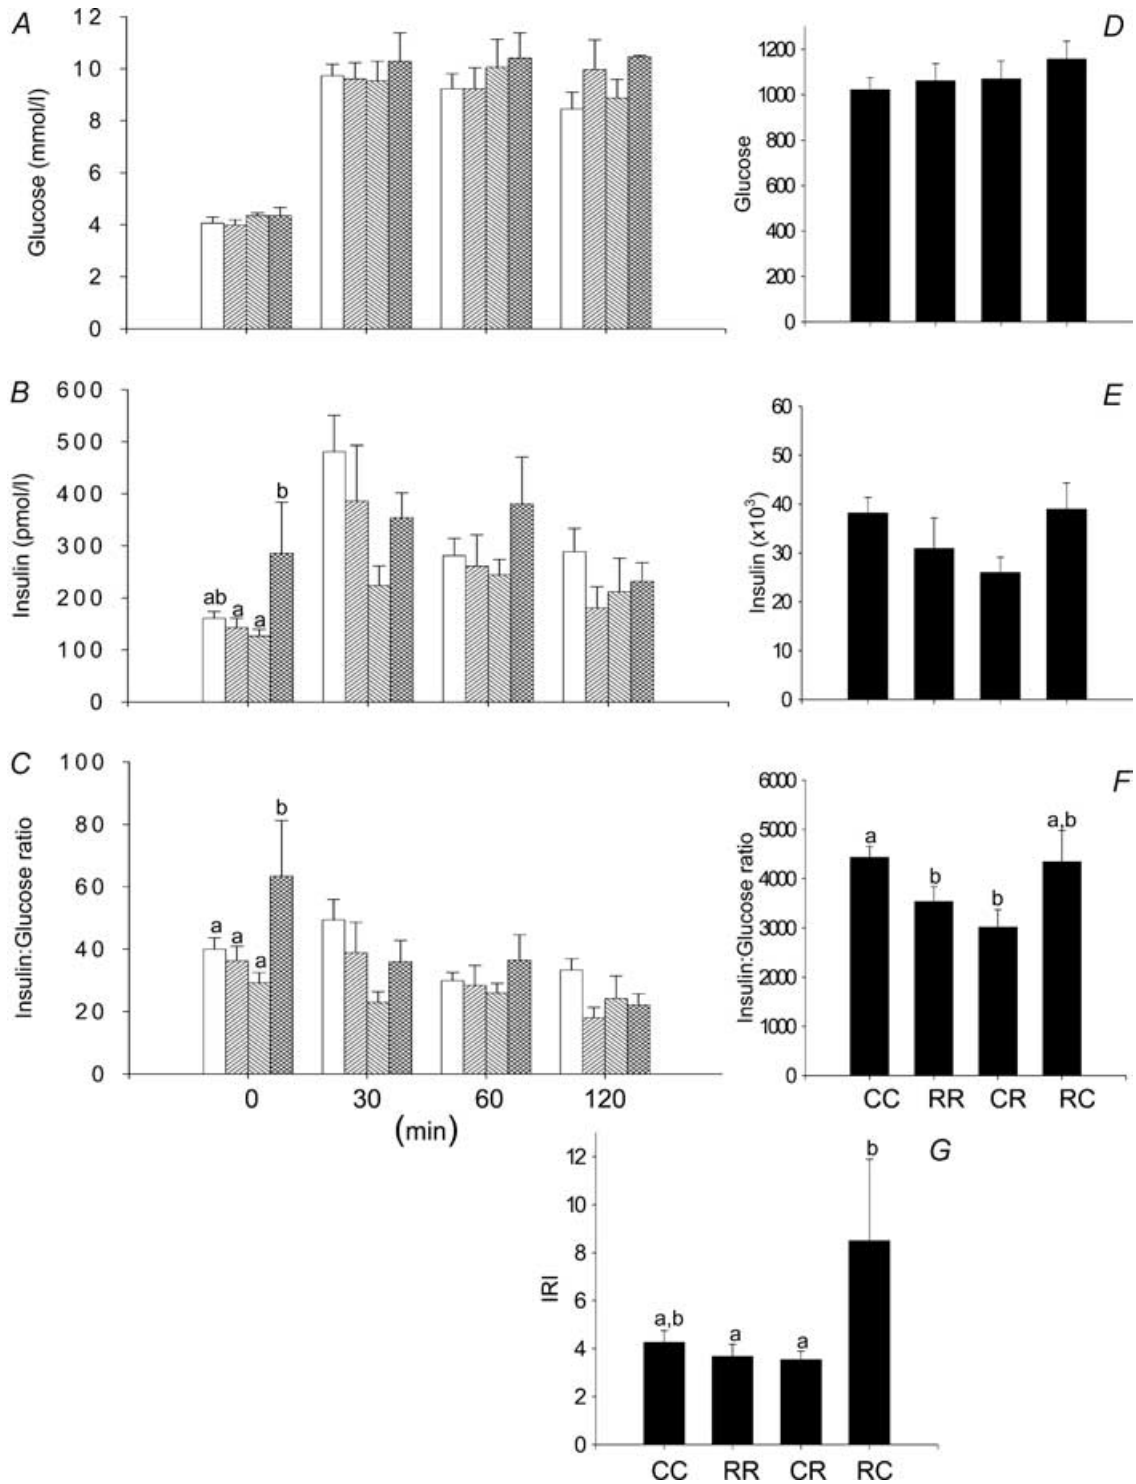 A
12
10
8
6
4
2
0
Glucose (mmol/l)
D
1200
1000
800
600
400
200
0
Glucose
B
600
500
400
300
200
100
0
Insulin (pmol/l)
ab
a
a
b
E
60
50
40
30
20
10
0
Insulin (x10³)
C
100
80
60
40
20
0
Insulin:Glucose ratio
a
a
a
b
0 30 60 120
(min)
F
6000
5000
4000
3000
2000
1000
0
Insulin:Glucose ratio
a
b
b
a,b
CC RR CR RC
G
12
10
8
6
4
2
0
IRI
a,b
a
a
b
CC RR CR RC